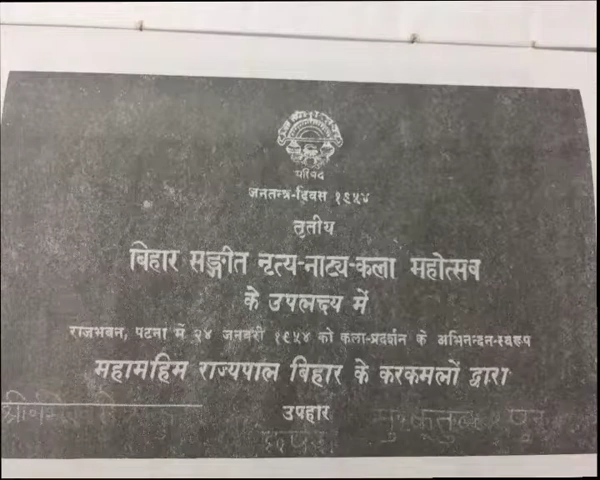 परिषद
जनतन्त्र-दिवस १९५४
तृतीय
बिहार सङ्गीत नृत्य-नाट्य-कला महोत्सव
के उपलक्ष्य में
राजभवन, पटना में २४ जनवरी १९५४ को कला-प्रदर्शन के अभिनन्दन-स्वरूप
महामहिम राज्यपाल बिहार के करकमलों द्वारा
उपहार